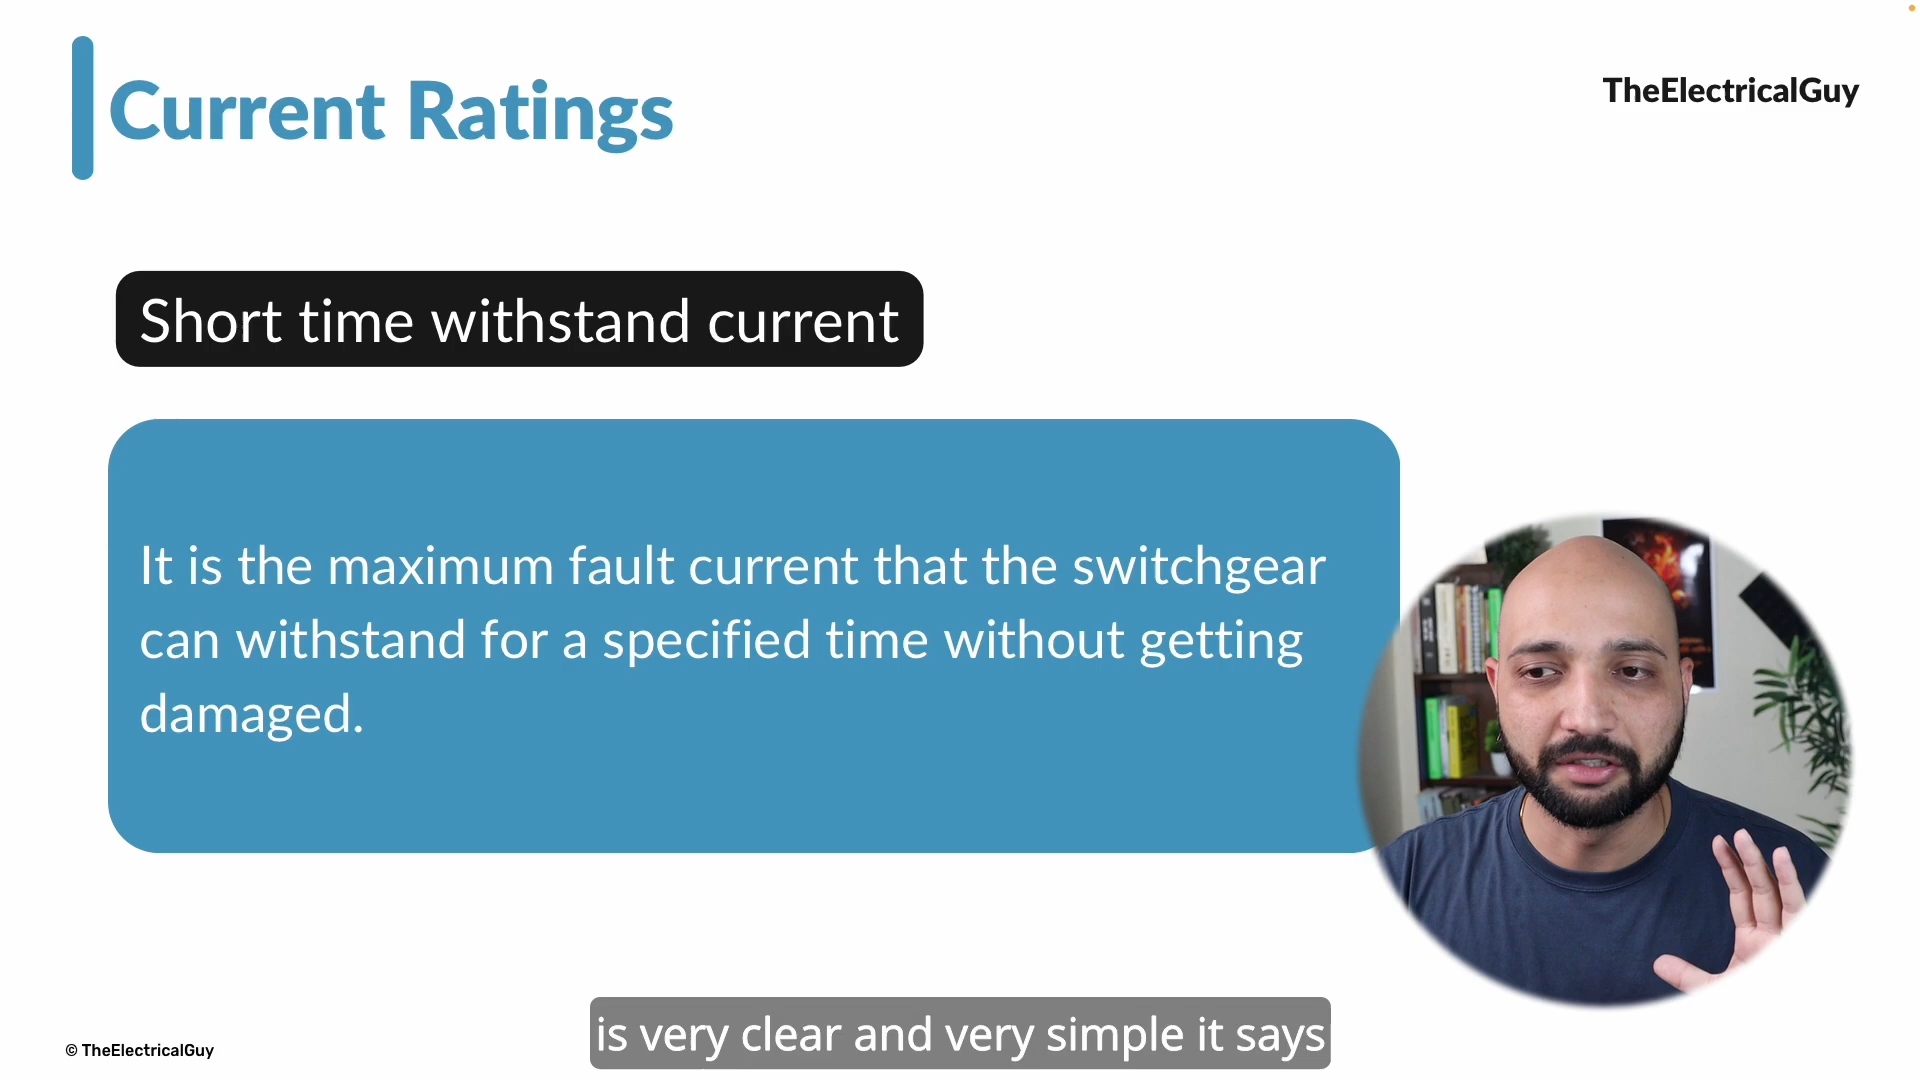 Current Ratings
TheElectricalGuy
Short time withstand current
It is the maximum fault current that the switchgear
can withstand for a specified time without getting
damaged.
is very clear and very simple it says
© TheElectricalGuy